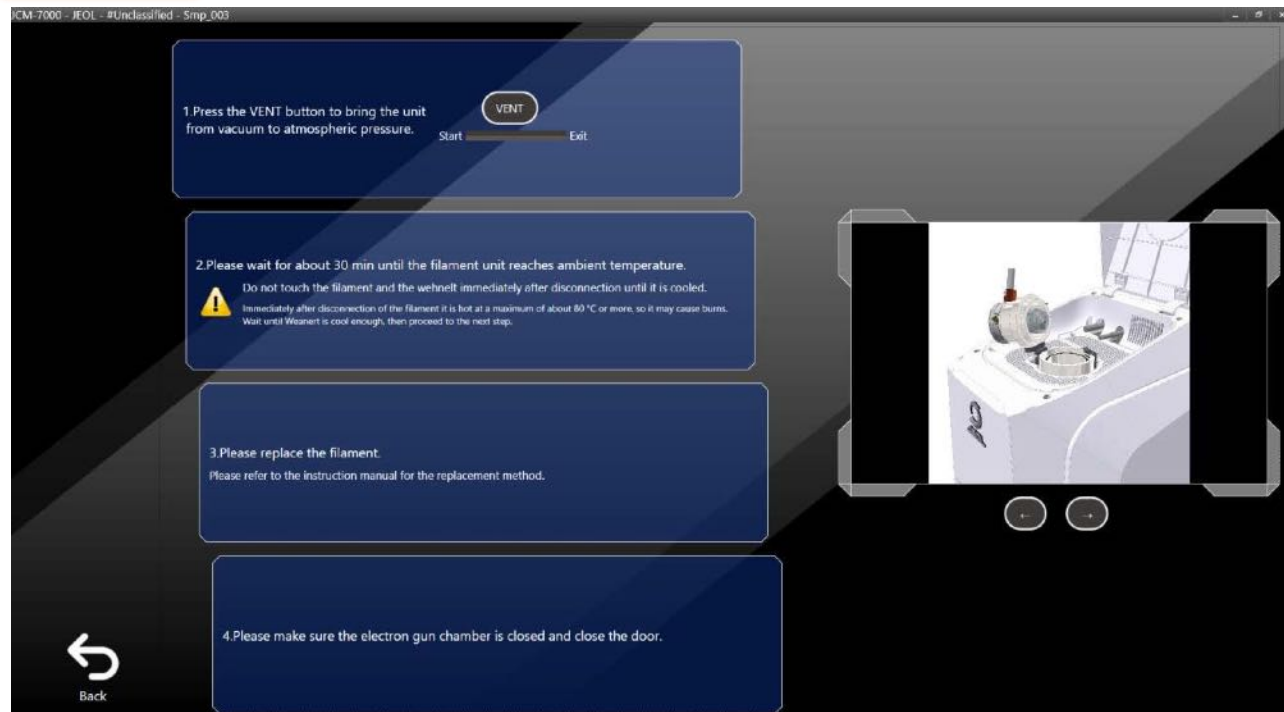 JCM-7000 - JEOL - #Unclassified - Smp_003
1.Press the VENT button to bring the unit
from vacuum to atmospheric pressure.
VENT
Start
Exit
2.Please wait for about 30 min until the filament unit reaches ambient temperature.
Do not touch the filament and the wehnelt immediately after disconnection until it is cooled.
Immediately after disconnection of the filament it is hot at a maximum of about 80 °C or more, so it may cause burns.
Wait until Weanert is cool enough, then proceed to the next step.
3.Please replace the filament.
Please refer to the instruction manual for the replacement method.
4.Please make sure the electron gun chamber is closed and close the door.
Back